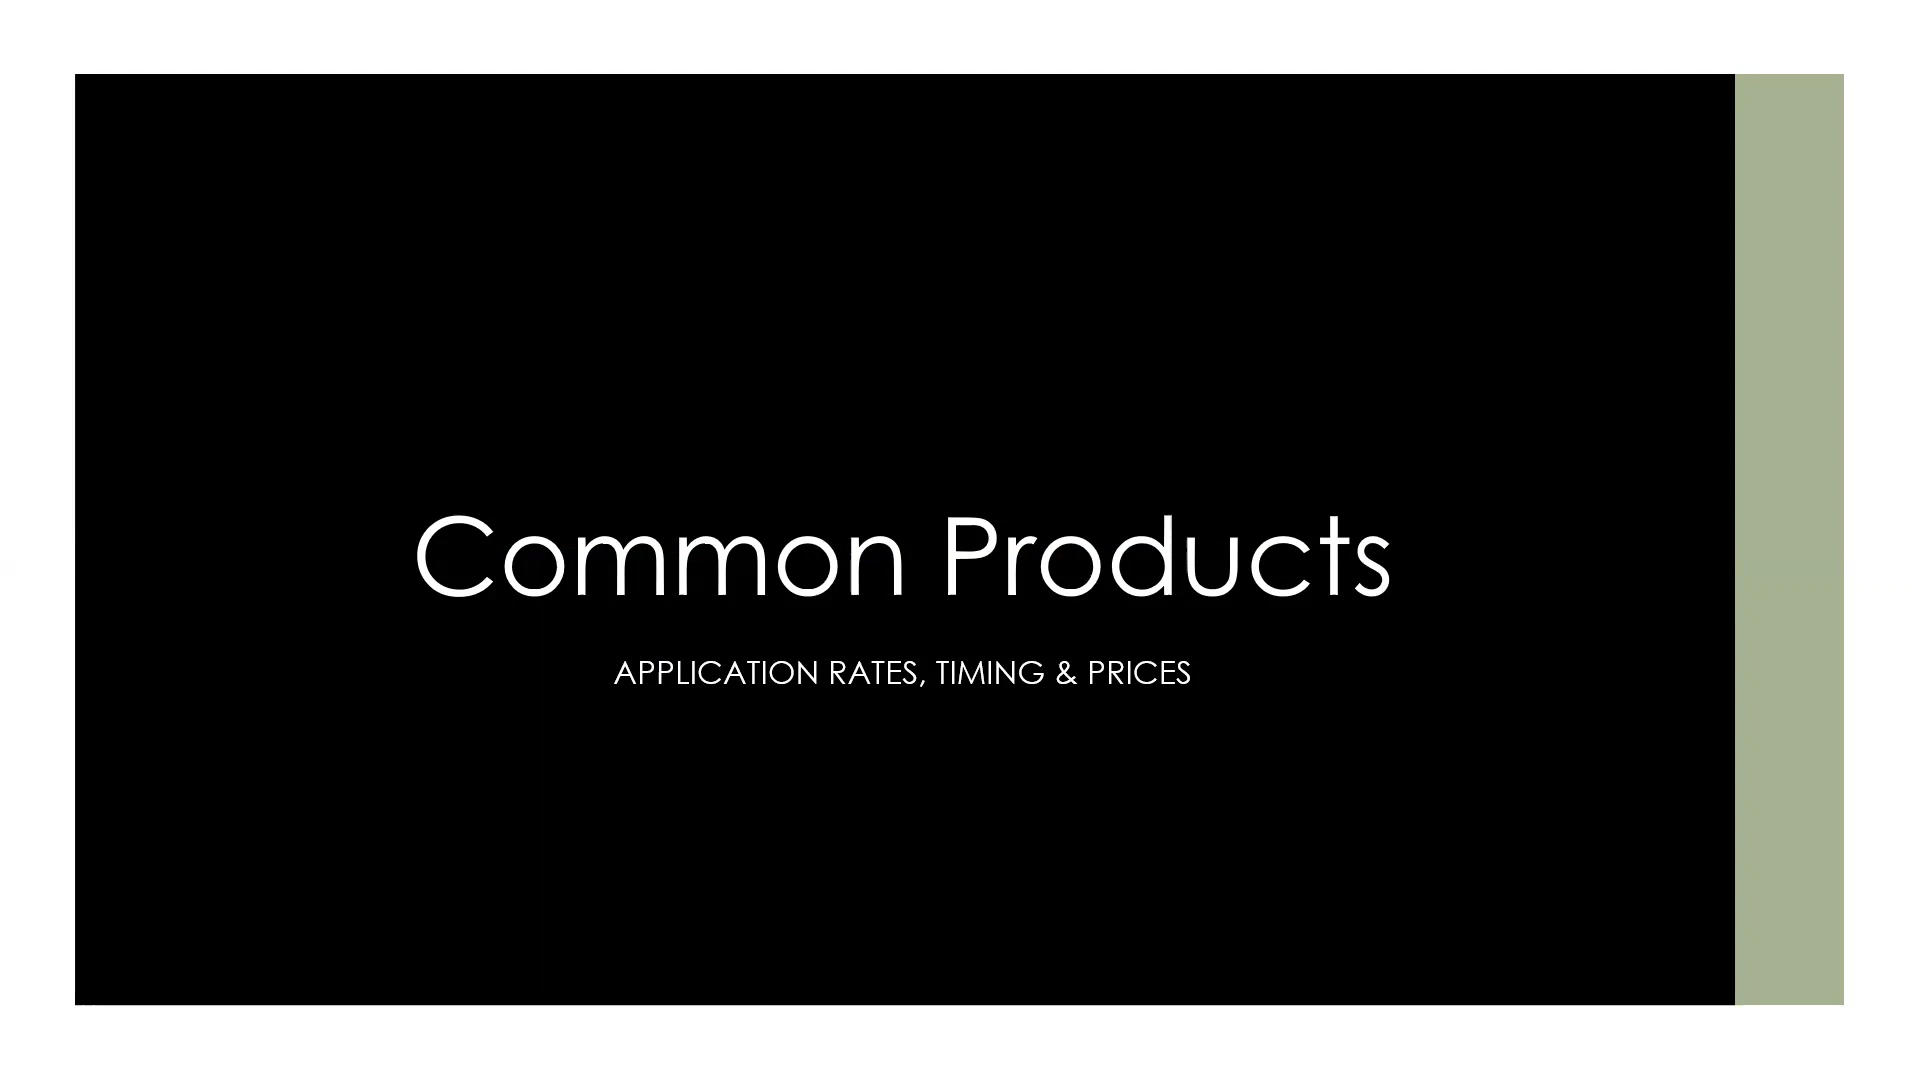 Common Products
APPLICATION RATES, TIMING & PRICES